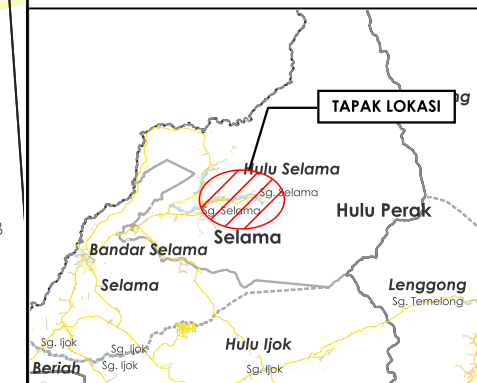 TAPAK LOKASI
ng
Hulu Selama
Sg. Selama
Sg. Selama
Hulu Perak
Selama
Bandar Selama
Selama
Lenggong
Sg. Temelong
Sg. Ijok
Sg. Ijok
Hulu Ijok
Beriah
Sg. Ijok
Sg. Ijok